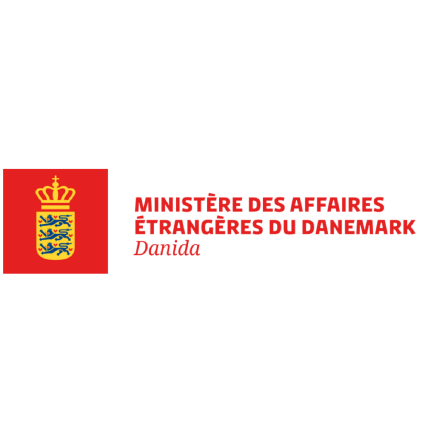 MINISTÈRE DES AFFAIRES
ÉTRANGÈRES DU DANEMARK
Danida